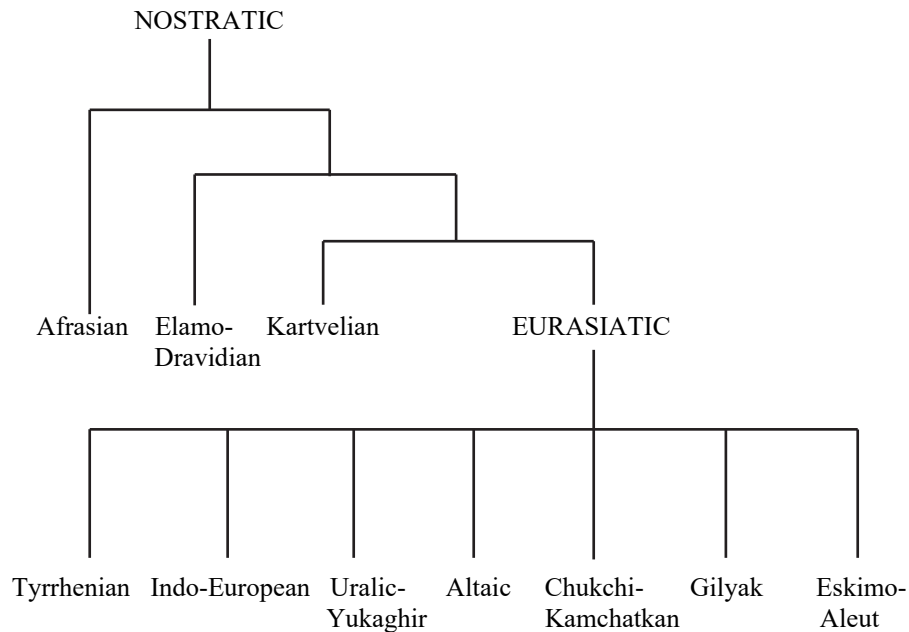 NOSTRATIC
Afrasian
Elamo-
Dravidian
Kartvelian
EURASIATIC
Tyrrhenian
Indo-European
Uralic-
Yukaghir
Altaic
Chukchi-
Kamchatkan
Gilyak
Eskimo-
Aleut